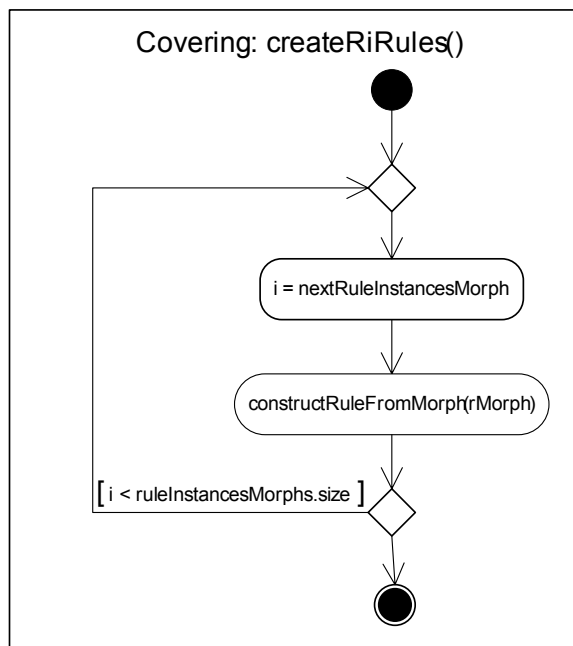 Covering: createRiRules()
i = nextRuleInstancesMorph
constructRuleFromMorph(rMorph)
[ i < ruleInstancesMorphs.size ]